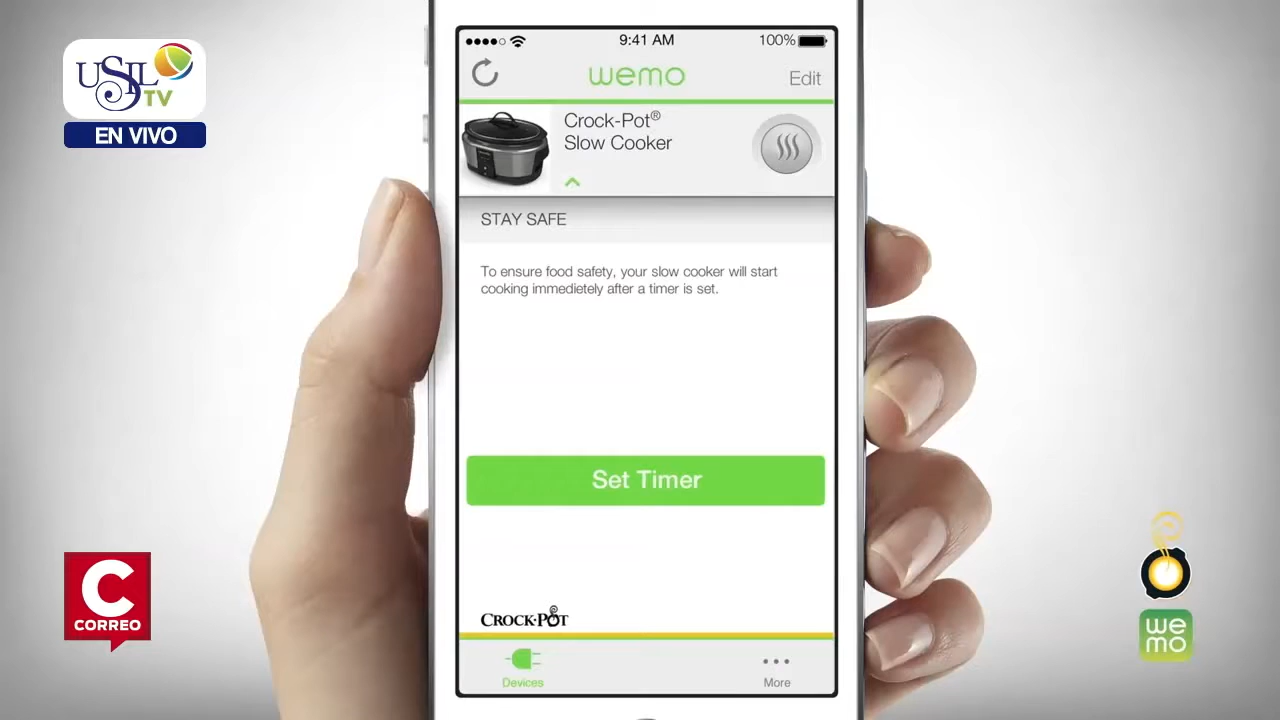 USIL
TV
EN VIVO
9:41 AM
100%
wemo
Edit
Crock-Pot®
Slow Cooker
STAY SAFE
To ensure food safety, your slow cooker will start
cooking immedietely after a timer is set.
Set Timer
CROCK·POT
Devices
More
C
CORREO
we
mo